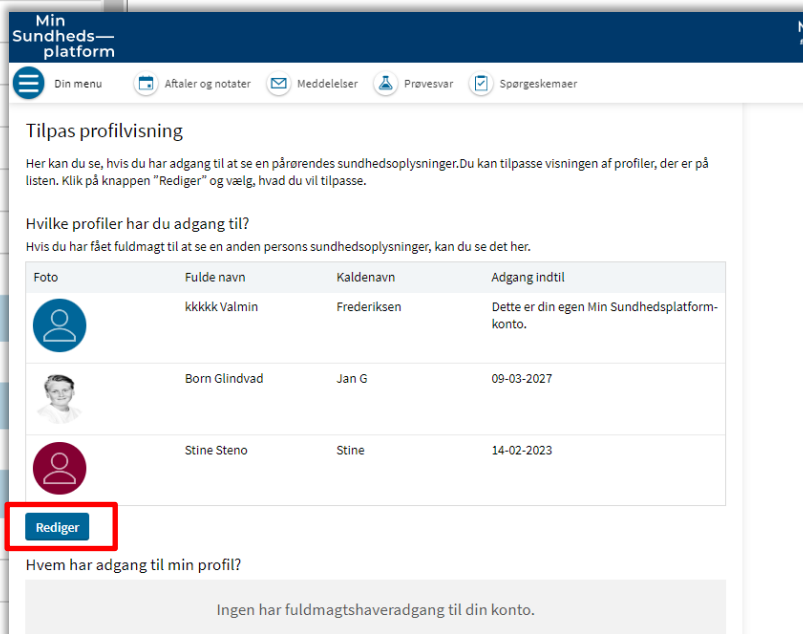 Min
Sundheds—
platform
Din menu
Aftaler og notater
Meddelelser
Prøvesvar
Spørgeskemaer
Tilpas profilvisning
Her kan du se, hvis du har adgang til at se en pårørendes sundhedsoplysninger.Du kan tilpasse visningen af profiler, der er på
listen. Klik på knappen ”Rediger” og vælg, hvad du vil tilpasse.
Hvilke profiler har du adgang til?
Hvis du har fået fuldmagt til at se en anden persons sundhedsoplysninger, kan du se det her.
Foto Fulde navn Kaldenavn Adgang indtil
kkkkk Valmin Frederiksen Dette er din egen Min Sundhedsplatform-
konto.
Born Glindvad Jan G 09-03-2027
Stine Steno Stine 14-02-2023
Rediger
Hvem har adgang til min profil?
Ingen har fuldmagtshaveradgang til din konto.